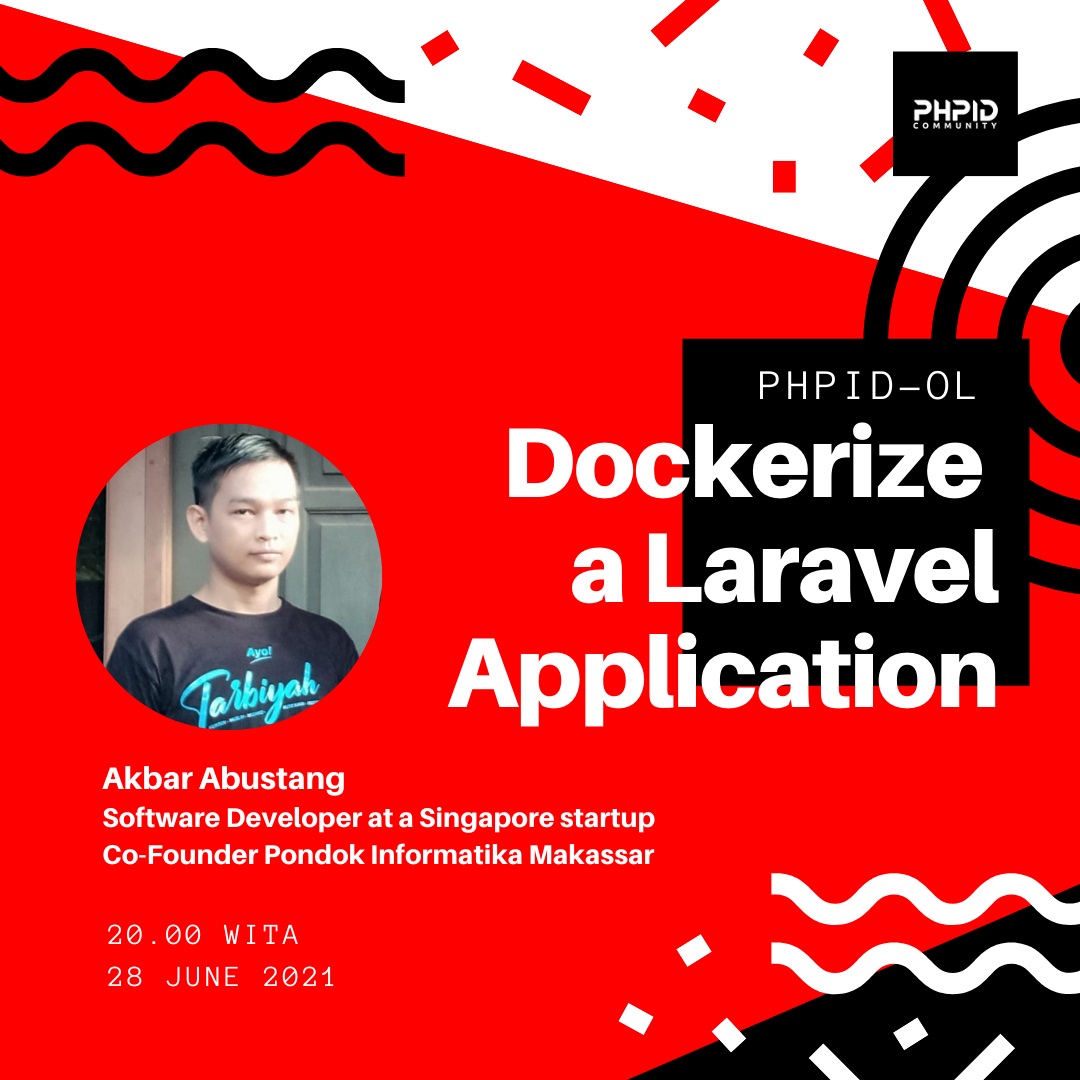 PHPID
COMMUNITY
PHPID-OL
Dockerize
a Laravel
Application
Ayo!
Tarbiyah
Akbar Abustang
Software Developer at a Singapore startup
Co-Founder Pondok Informatika Makassar
20.00 WITA
28 JUNE 2021